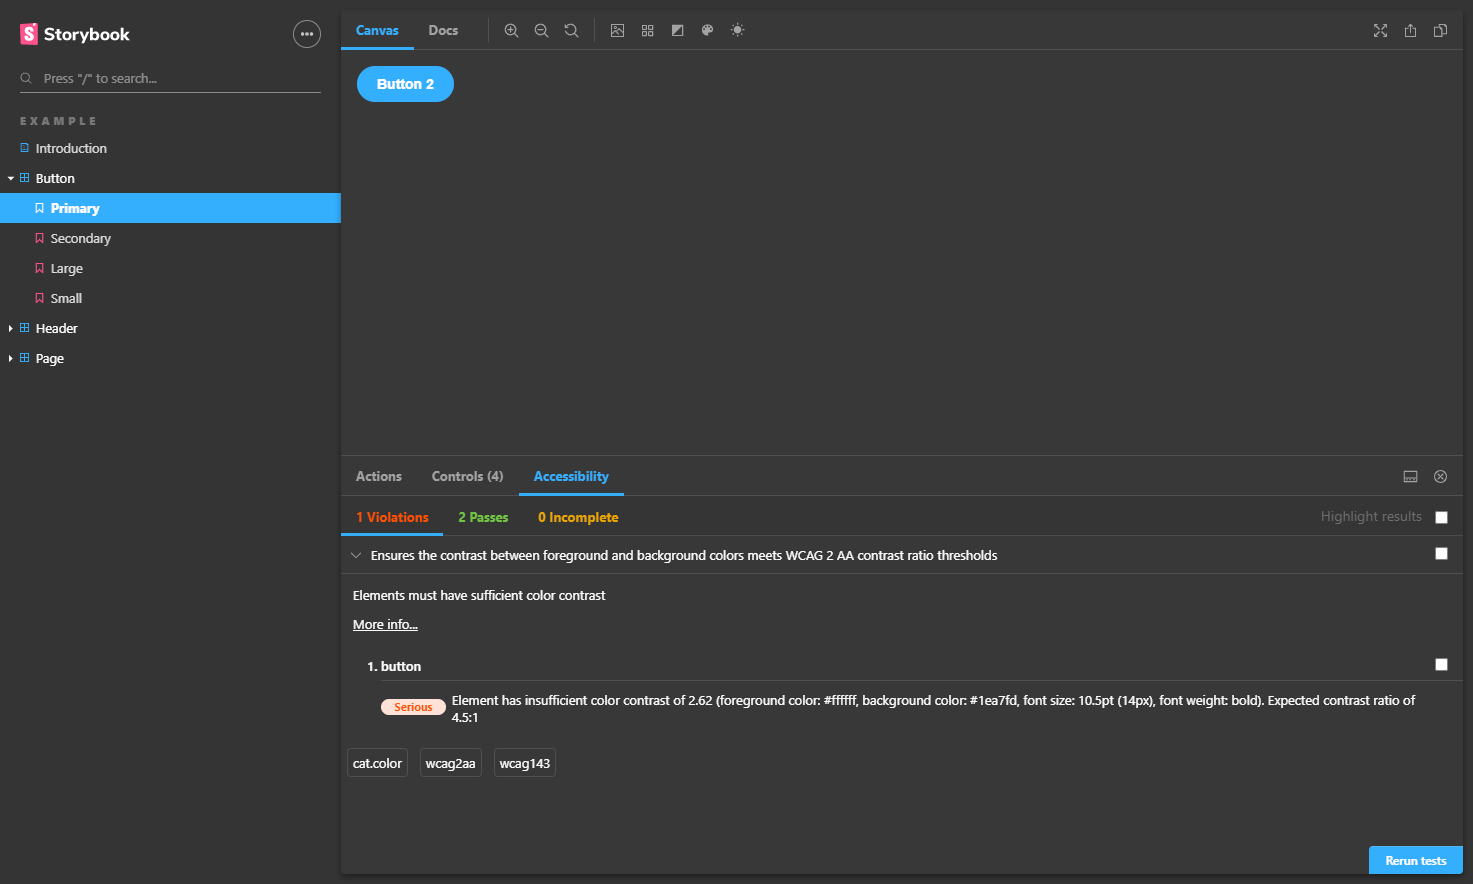 Storybook
Press "/" to search...
EXAMPLE
Introduction
Button
Primary
Secondary
Large
Small
Header
Page
Canvas Docs
Button 2
Actions Controls (4) Accessibility
1 Violations 2 Passes 0 Incomplete Highlight results
Ensures the contrast between foreground and background colors meets WCAG 2 AA contrast ratio thresholds
Elements must have sufficient color contrast
More info...
1. button
Serious Element has insufficient color contrast of 2.62 (foreground color: #ffffff, background color: #1ea7fd, font size: 10.5pt (14px), font weight: bold). Expected contrast ratio of
4.5:1
cat.color wcag2aa wcag143
Rerun tests